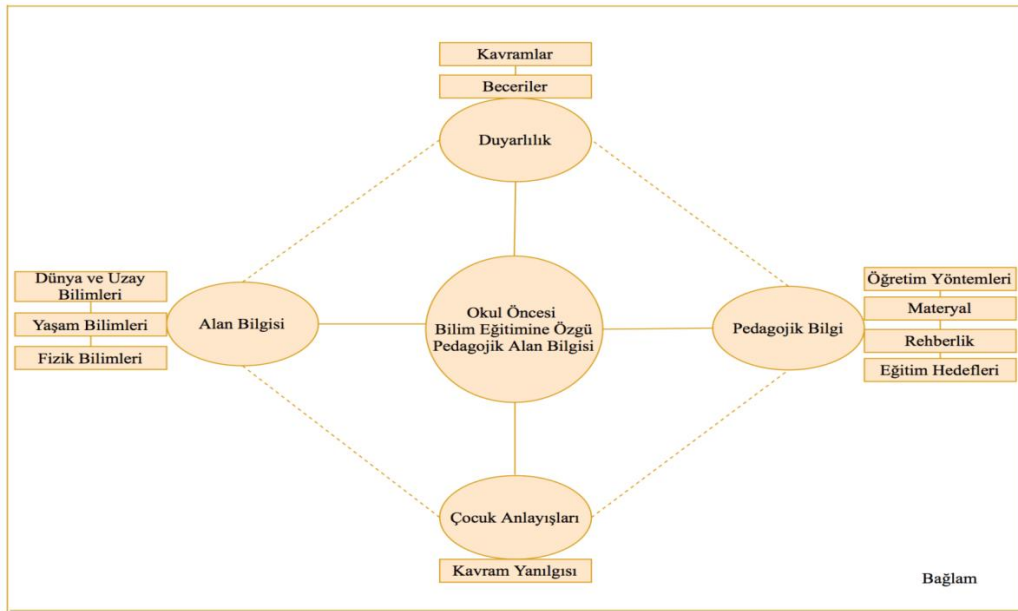 Kavramlar
Beceriler
Duyarlılık
Dünya ve Uzay
Bilimleri
Yaşam Bilimleri
Fizik Bilimleri
Alan Bilgisi
Okul Öncesi
Bilim Eğitimine Özgü
Pedagojik Alan Bilgisi
Pedagojik Bilgi
Öğretim Yöntemleri
Materyal
Rehberlik
Eğitim Hedefleri
Çocuk Anlayışları
Kavram Yanılgısı
Bağlam